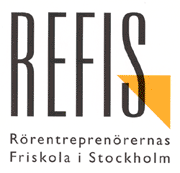 REFIS
Rörentreprenörernas
Friskola i Stockholm